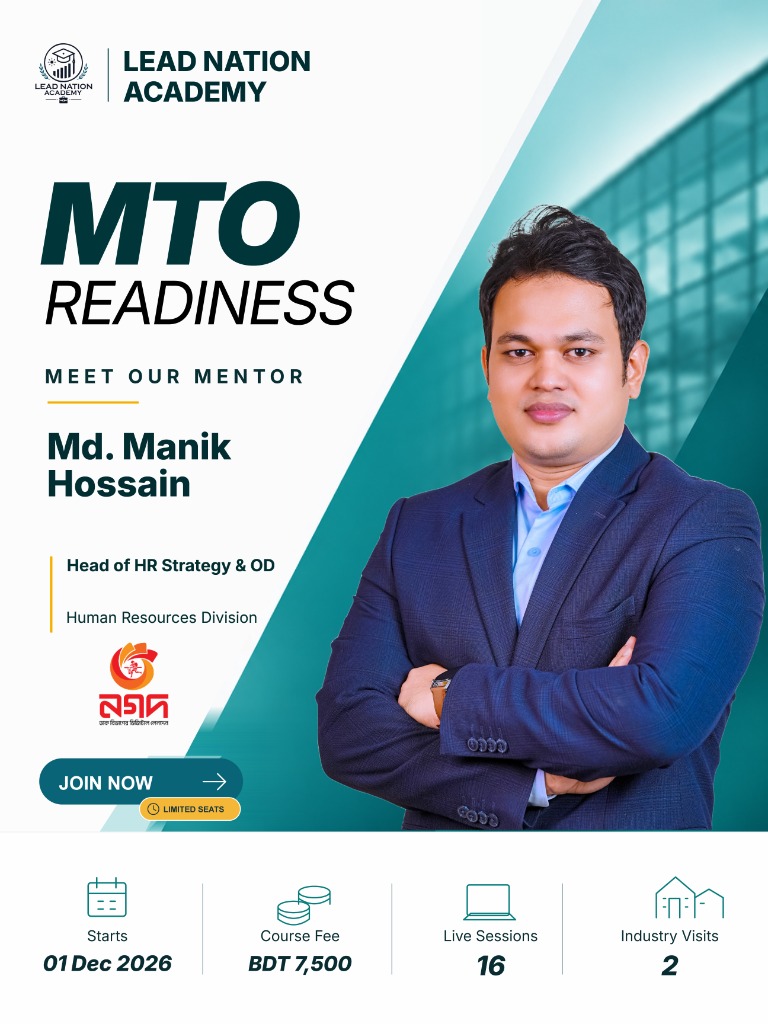 LEAD NATION
ACADEMY
LEAD NATION
ACADEMY
MTO
READINESS
MEET OUR MENTOR
Md. Manik
Hossain
Head of HR Strategy & OD
Human Resources Division
নগদ
ডাক বিভাগের ডিজিটাল লেনদেন
JOIN NOW
LIMITED SEATS
Starts
01 Dec 2026
Course Fee
BDT 7,500
Live Sessions
16
Industry Visits
2